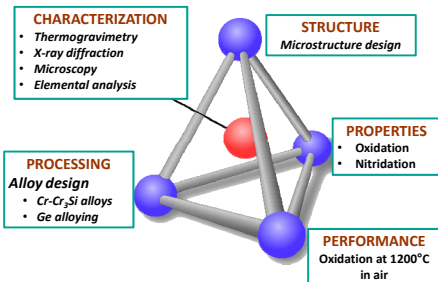 CHARACTERIZATION
• Thermogravimetry
• X-ray diffraction
• Microscopy
• Elemental analysis
STRUCTURE
Microstructure design
PROPERTIES
• Oxidation
• Nitridation
PROCESSING
Alloy design
• Cr-Cr₃Si alloys
• Ge alloying
PERFORMANCE
Oxidation at 1200°C
in air